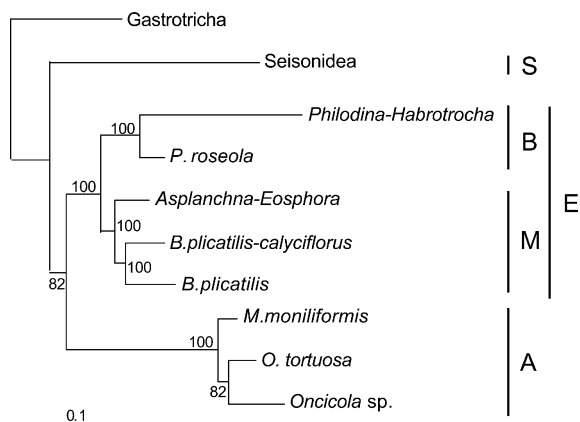 Gastrotricha
Seisonidea
S
Philodina-Habrotrocha
100
B
P. roseola
100
E
Asplanchna-Eosphora
100
B.plicatilis-calyciflorus
M
100
B.plicatilis
82
M.moniliformis
100
O. tortuosa
A
82
Oncicola sp.
0.1